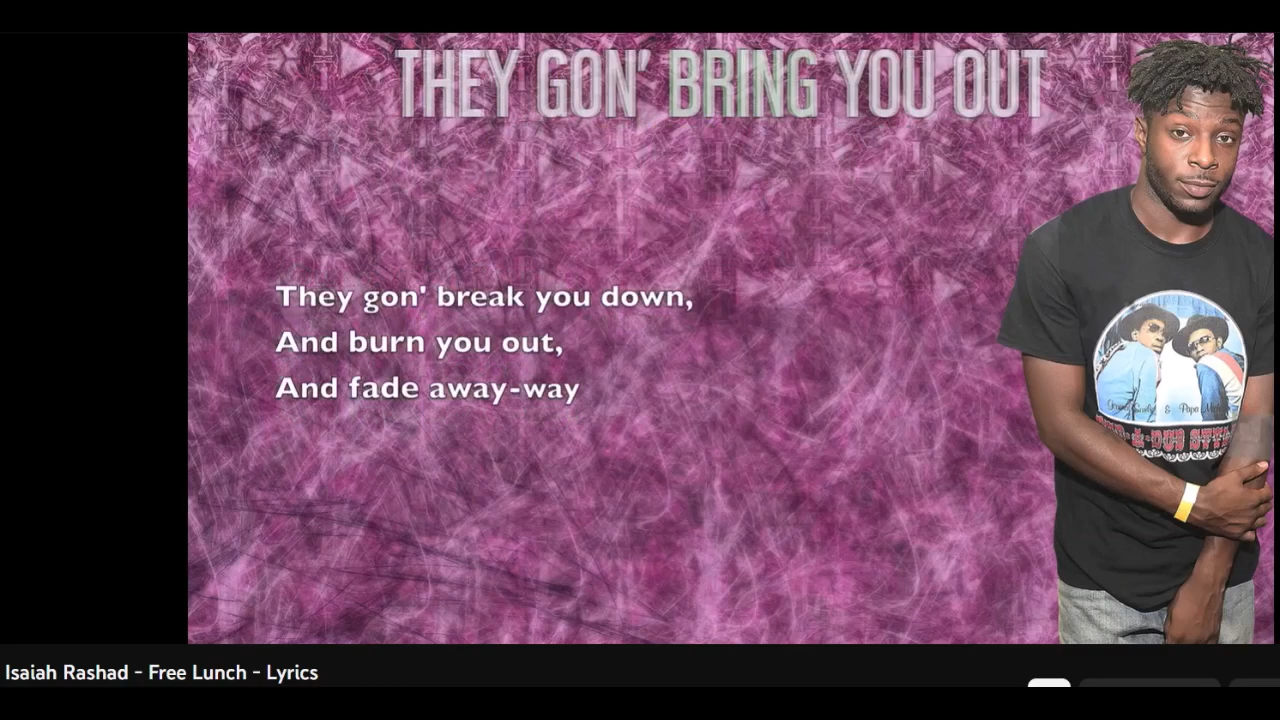 THEY GON' BRING YOU OUT
They gon' break you down,
And burn you out,
And fade away-way
& Papa
Isaiah Rashad - Free Lunch - Lyrics